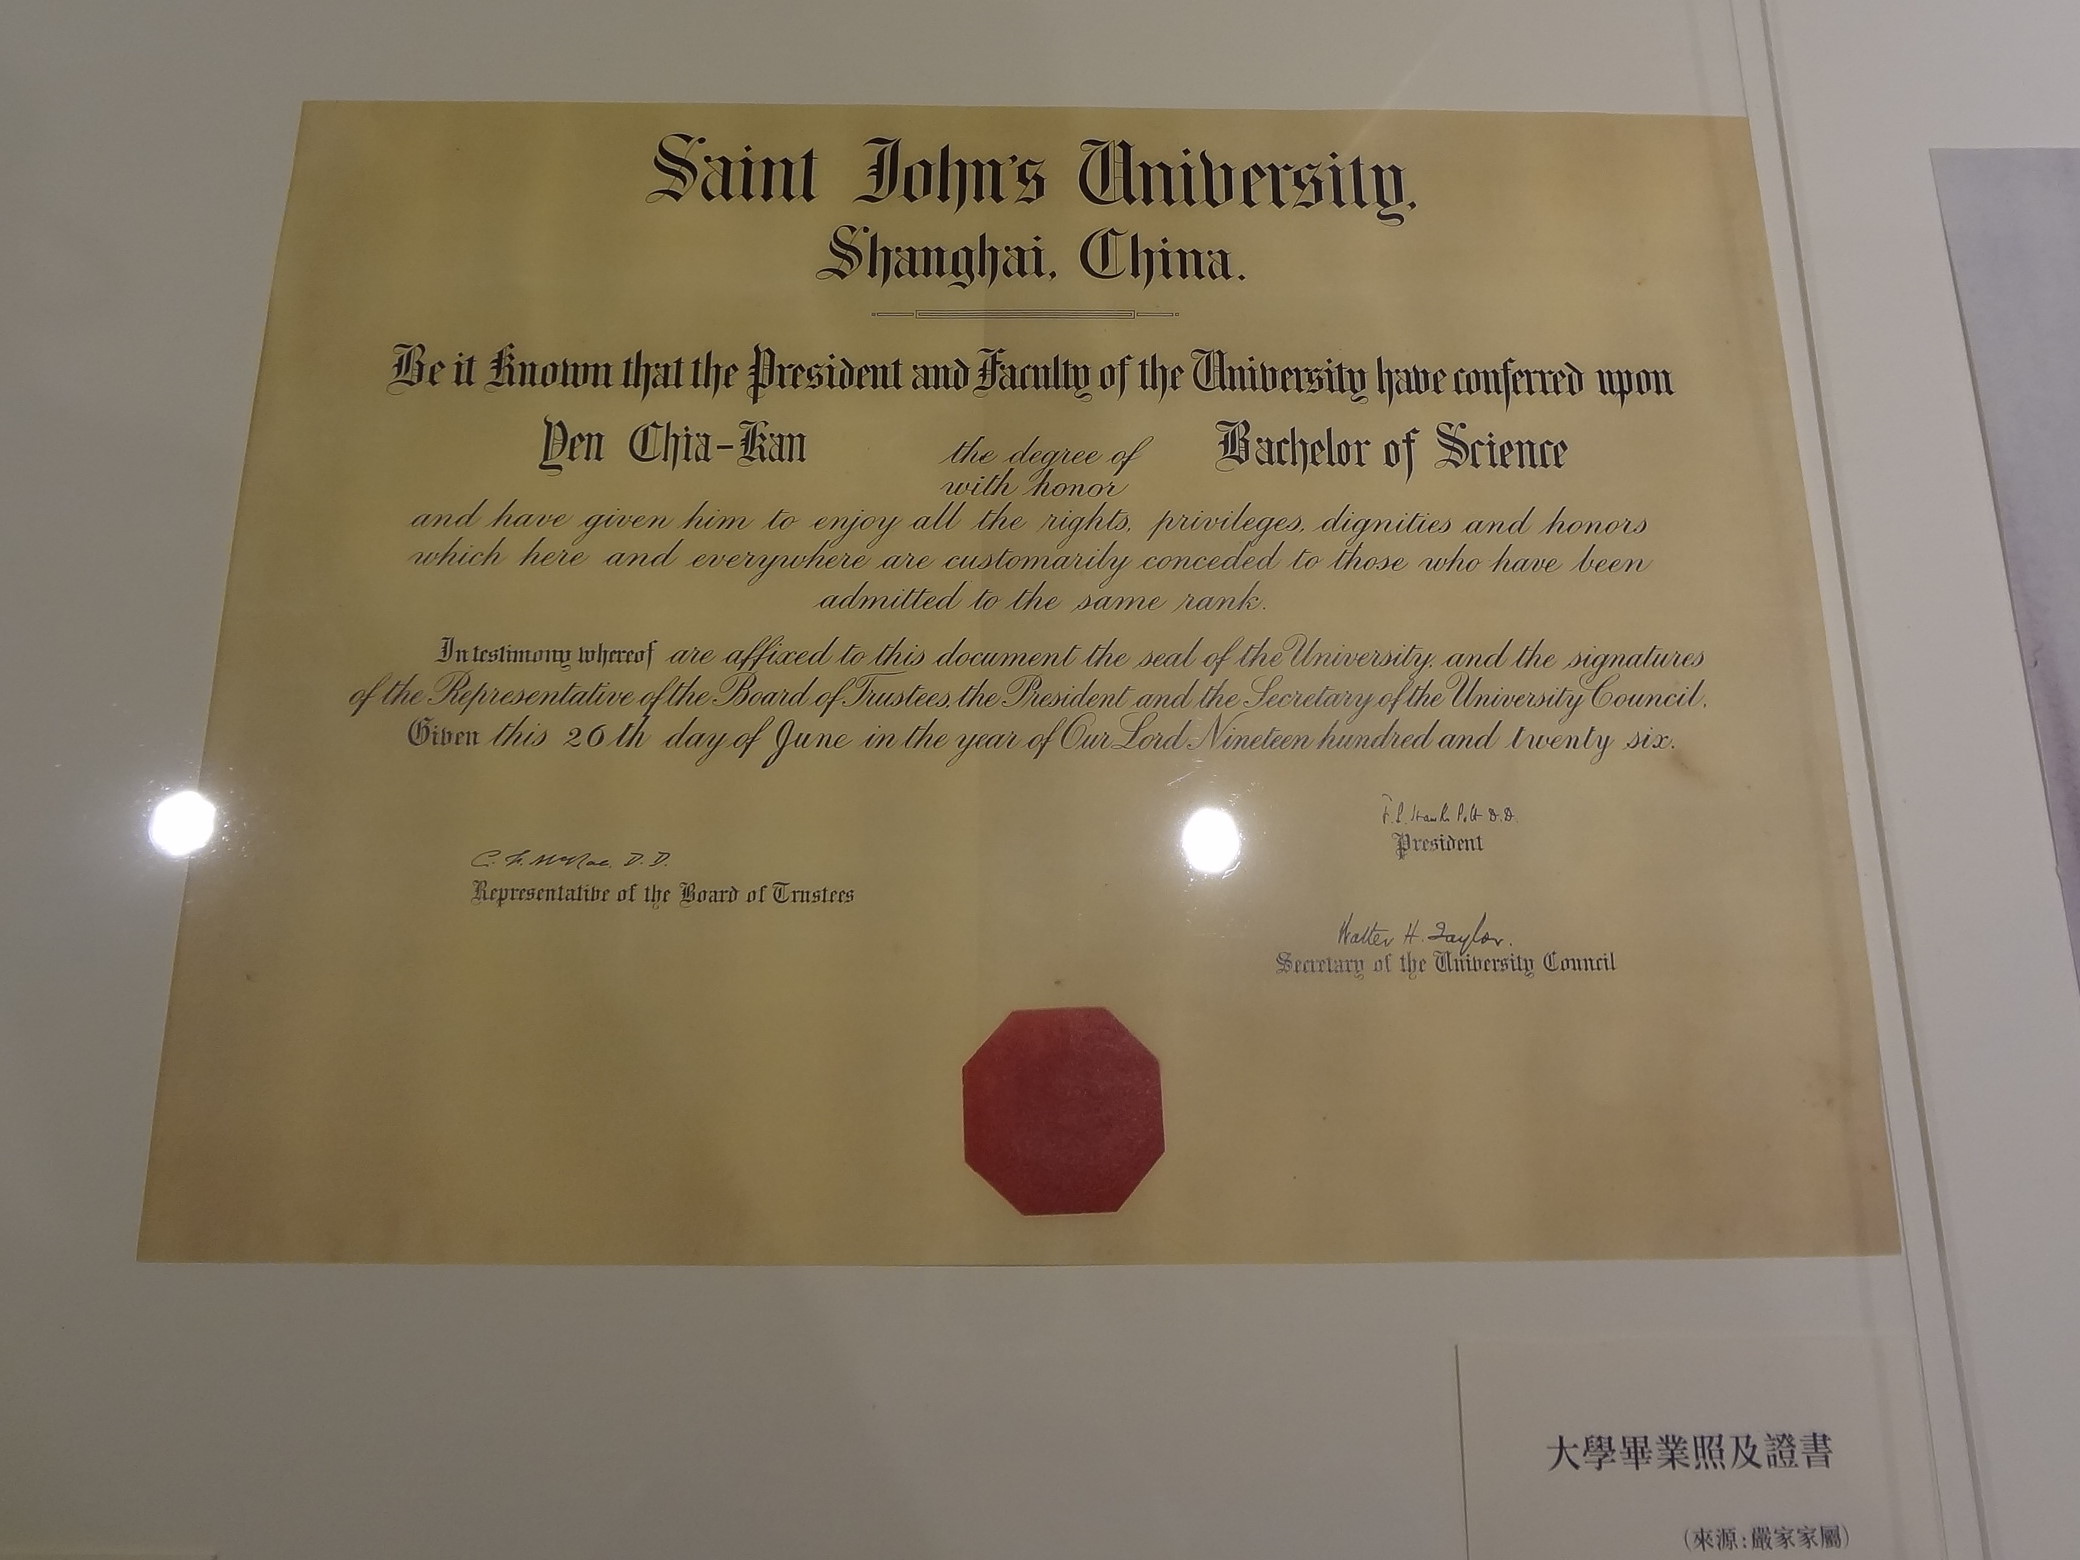 Saint John's University,
Shanghai, China.
Be it Known that the President and Faculty of the University have conferred upon
Yen Chia-Kan the degree of Bachelor of Science
with honor
and have given him to enjoy all the rights, privileges, dignities and honors
which here and everywhere are customarily conceded to those who have been
admitted to the same rank.
In testimony whereof are affixed to this document the seal of the University, and the signatures
of the Representative of the Board of Trustees, the President and the Secretary of the University Council.
Given this 26th day of June in the year of Our Lord Nineteen hundred and twenty six.
F. L. Hawks Pott D.D.
President
C. F. McRae, D. D.
Representative of the Board of Trustees
Walter H. Taylor.
Secretary of the University Council
大學畢業照及證書
(來源:嚴家家屬)